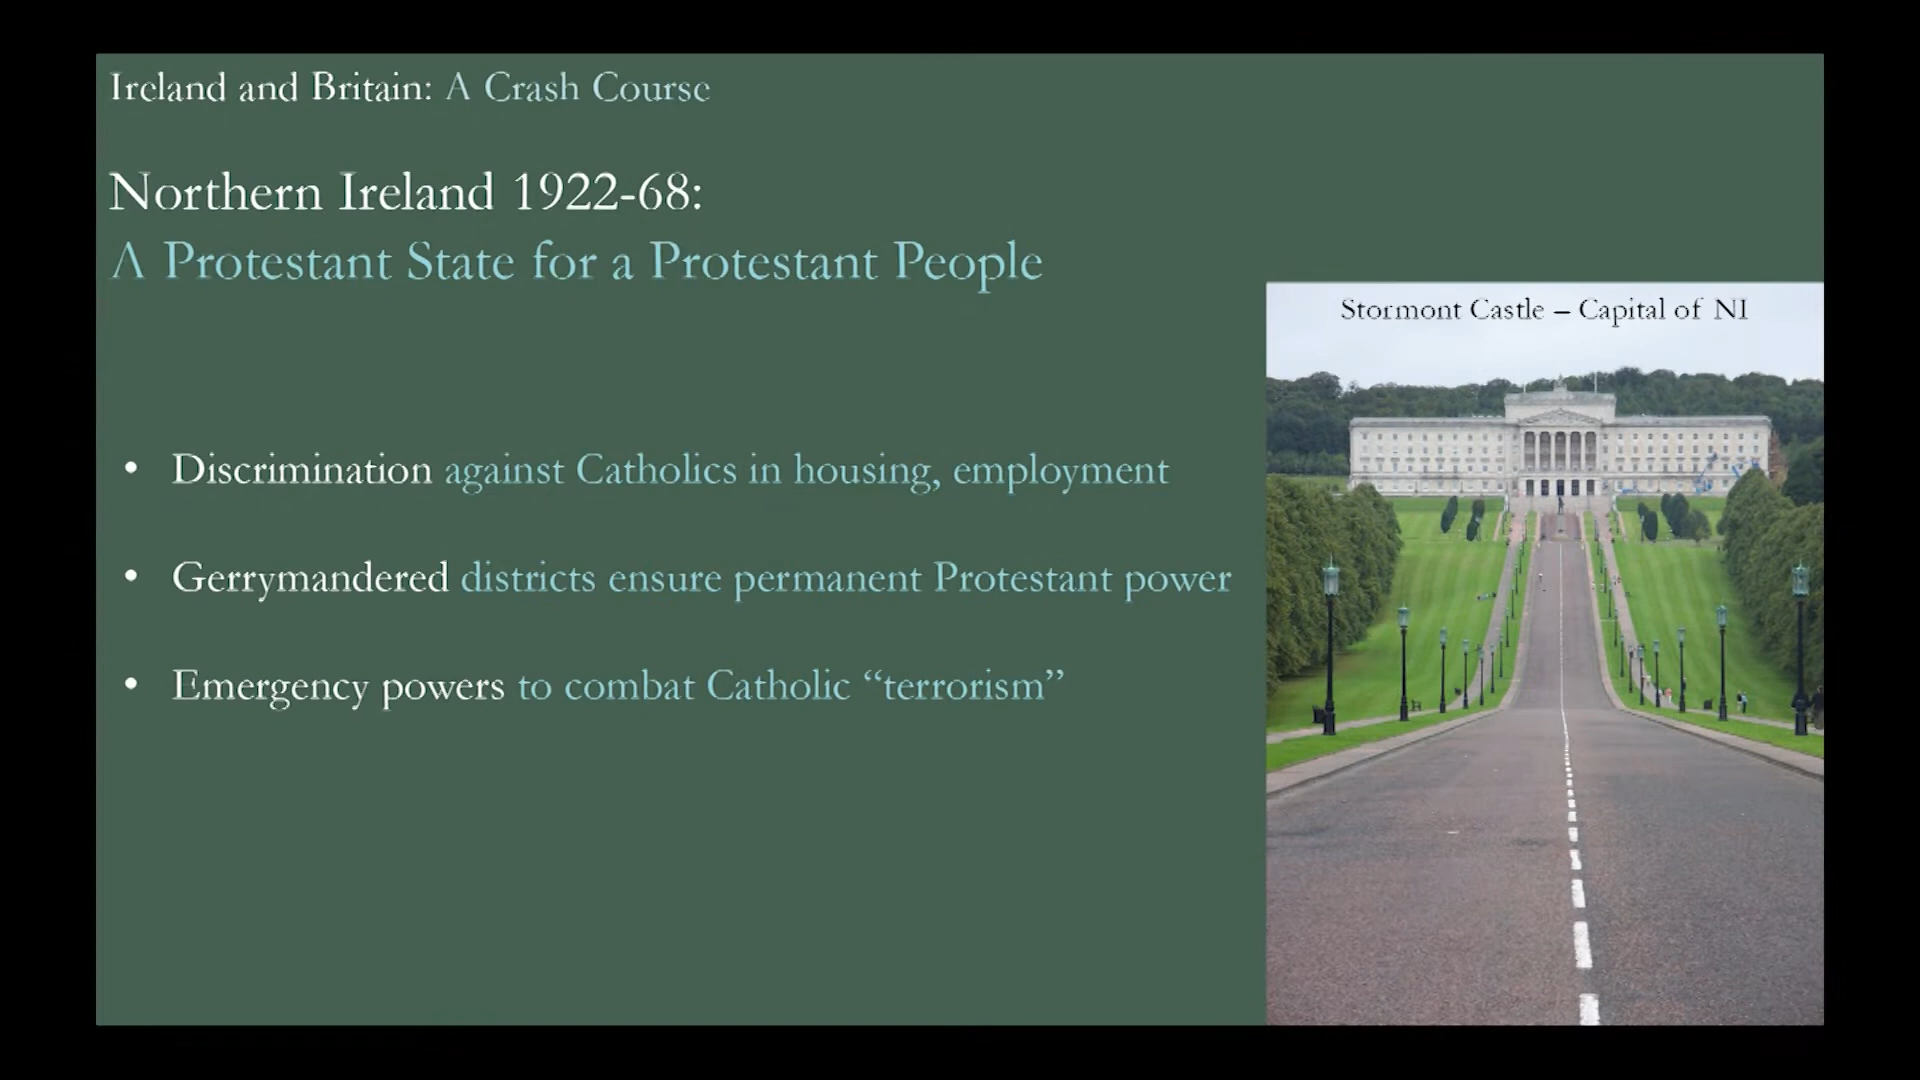 Ireland and Britain: A Crash Course
Northern Ireland 1922-68:
A Protestant State for a Protestant People
Stormont Castle – Capital of NI
• Discrimination against Catholics in housing, employment
• Gerrymandered districts ensure permanent Protestant power
• Emergency powers to combat Catholic “terrorism”